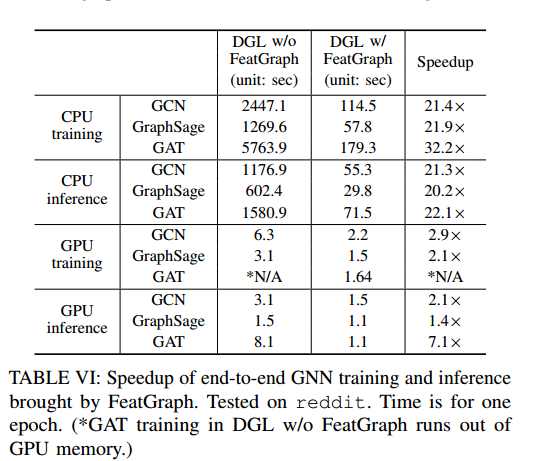 DGL w/o DGL w/
FeatGraph FeatGraph Speedup
(unit: sec) (unit: sec)
CPU training GCN 2447.1 114.5 21.4×
GraphSage 1269.6 57.8 21.9×
GAT 5763.9 179.3 32.2×
CPU inference GCN 1176.9 55.3 21.3×
GraphSage 602.4 29.8 20.2×
GAT 1580.9 71.5 22.1×
GPU training GCN 6.3 2.2 2.9×
GraphSage 3.1 1.5 2.1×
GAT *N/A 1.64 *N/A
GPU inference GCN 3.1 1.5 2.1×
GraphSage 1.5 1.1 1.4×
GAT 8.1 1.1 7.1×
TABLE VI: Speedup of end-to-end GNN training and inference
brought by FeatGraph. Tested on reddit. Time is for one
epoch. (*GAT training in DGL w/o FeatGraph runs out of
GPU memory.)